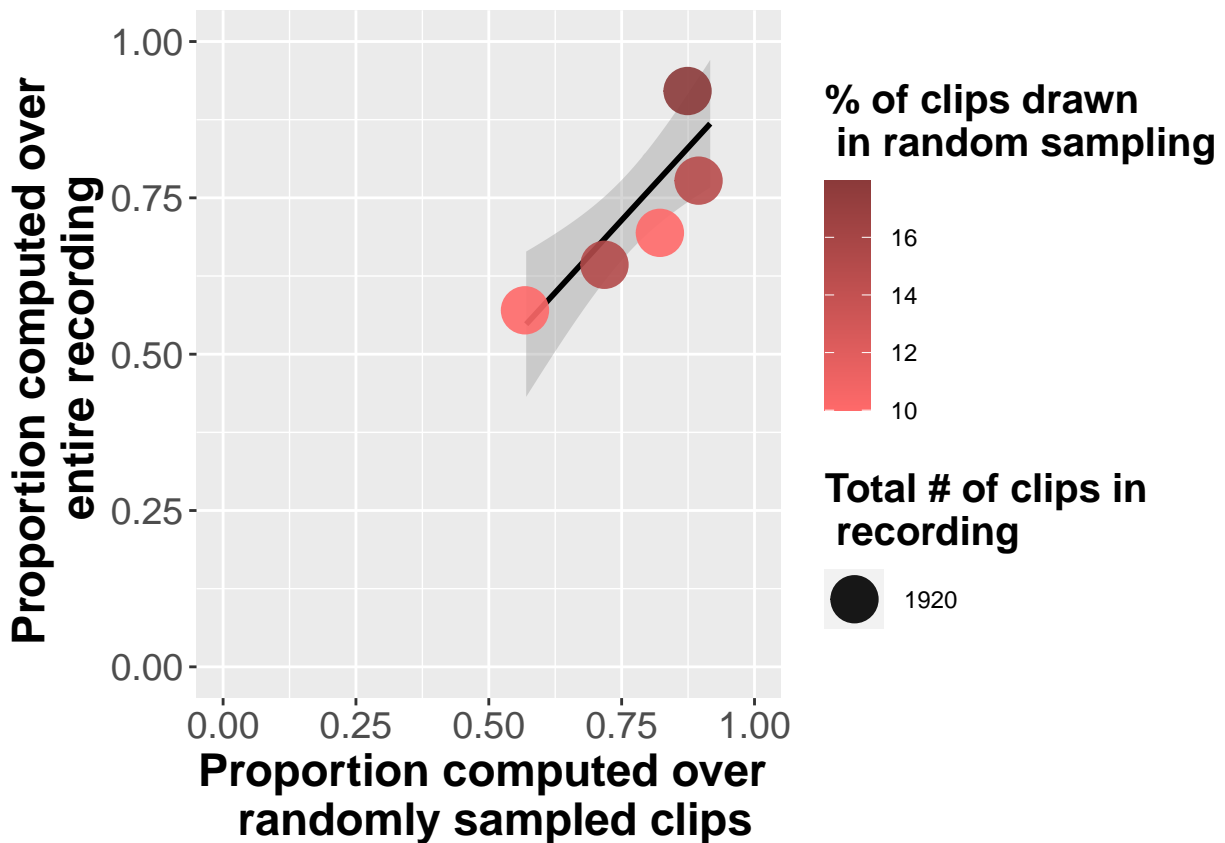 Proportion computed over
entire recording
1.00
0.75
0.50
0.25
0.00
0.00 0.25 0.50 0.75 1.00
Proportion computed over
randomly sampled clips
% of clips drawn
in random sampling
16
14
12
10
Total # of clips in
recording
1920